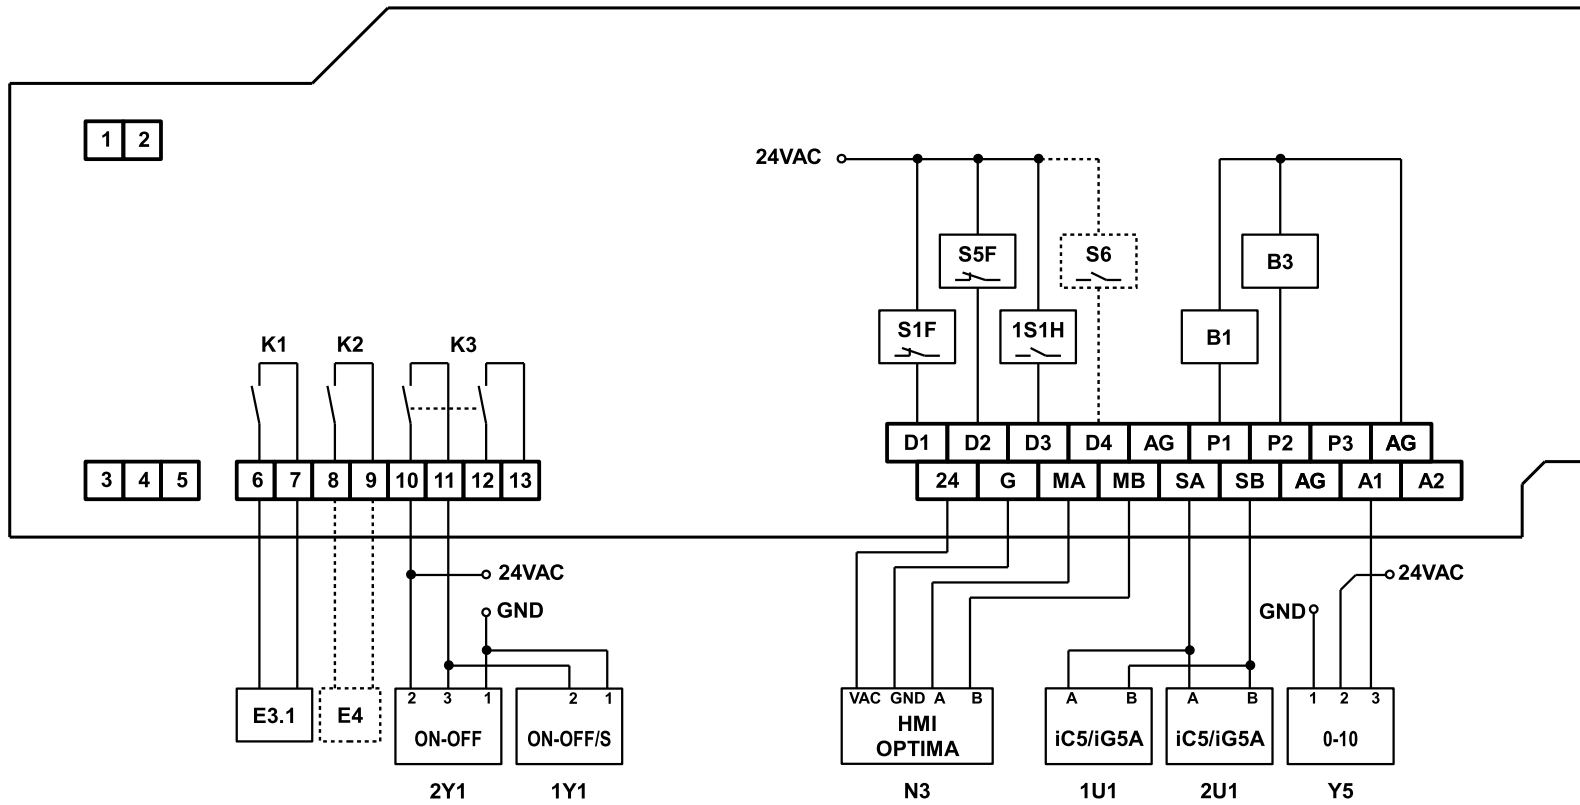 1 2
24VAC
S5F S6 B3
S1F 1S1H B1
K1 K2 K3
D1 D2 D3 D4 AG P1 P2 P3 AG
3 4 5 6 7 8 9 10 11 12 13 24 G MA MB SA SB AG A1 A2
24VAC 24VAC
GND GND
2 3 1 2 1 VAC GND A B A B A B 1 2 3
E3.1 E4 HMI
ON-OFF ON-OFF/S OPTIMA iC5/iG5A iC5/iG5A 0-10
2Y1 1Y1 N3 1U1 2U1 Y5